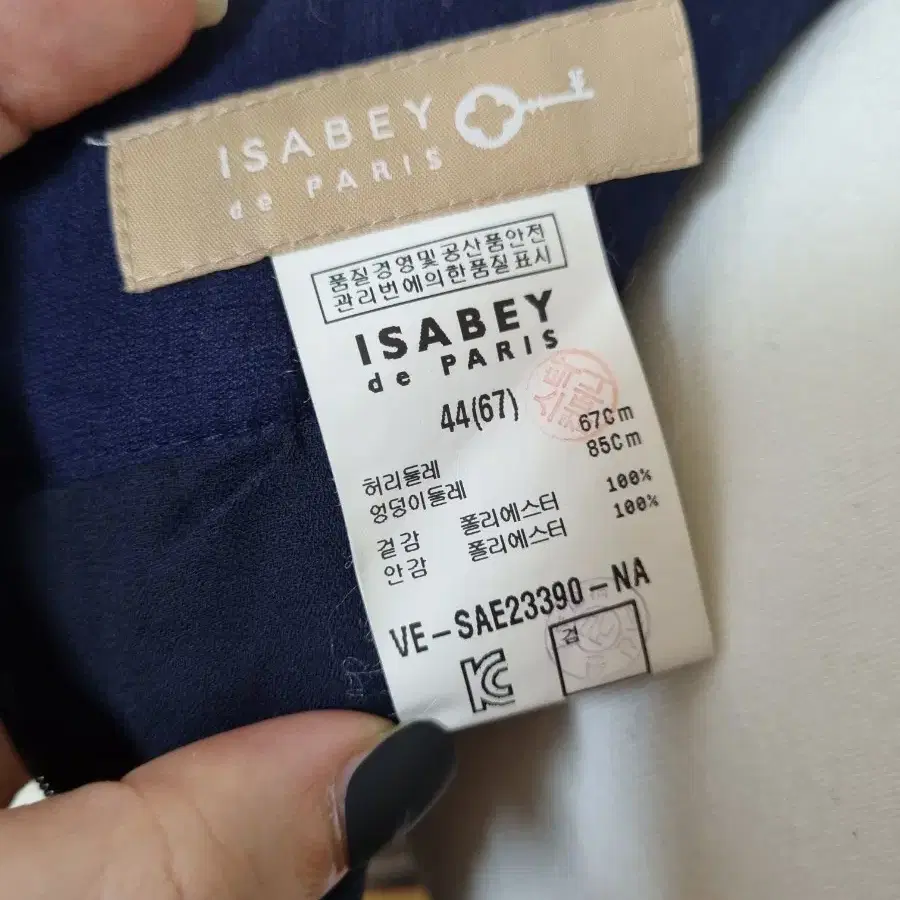 ISABEY
de PARIS
품질경영및공산품안전
관리법에의한품질표시
ISABEY
de PARIS
44(67)
67Cm
85Cm
허리둘레
엉덩이둘레
겉감 폴리에스터 100%
안감 폴리에스터 100%
VE-SAE23390-NA
검